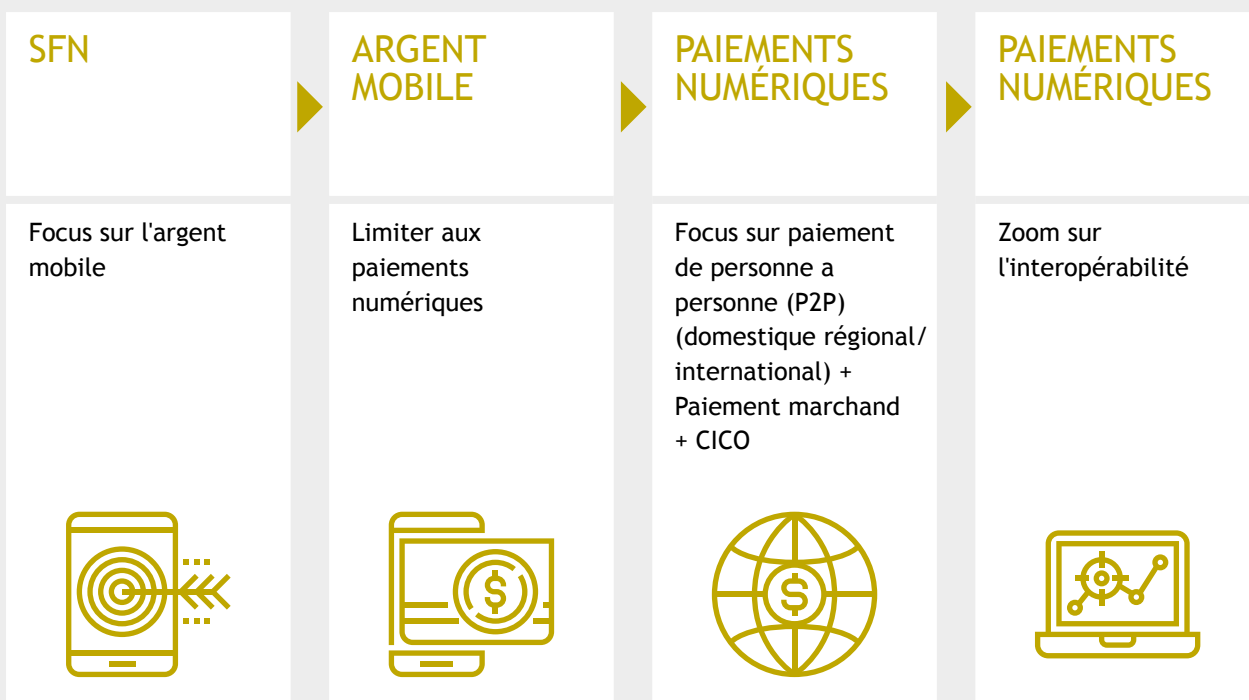 SFN
ARGENT
MOBILE
PAIEMENTS
NUMÉRIQUES
PAIEMENTS
NUMÉRIQUES
Focus sur l'argent
mobile
Limiter aux
paiements
numériques
Focus sur paiement
de personne a
personne (P2P)
(domestique régional/
international) +
Paiement marchand
+ CICO
Zoom sur
l'interopérabilité